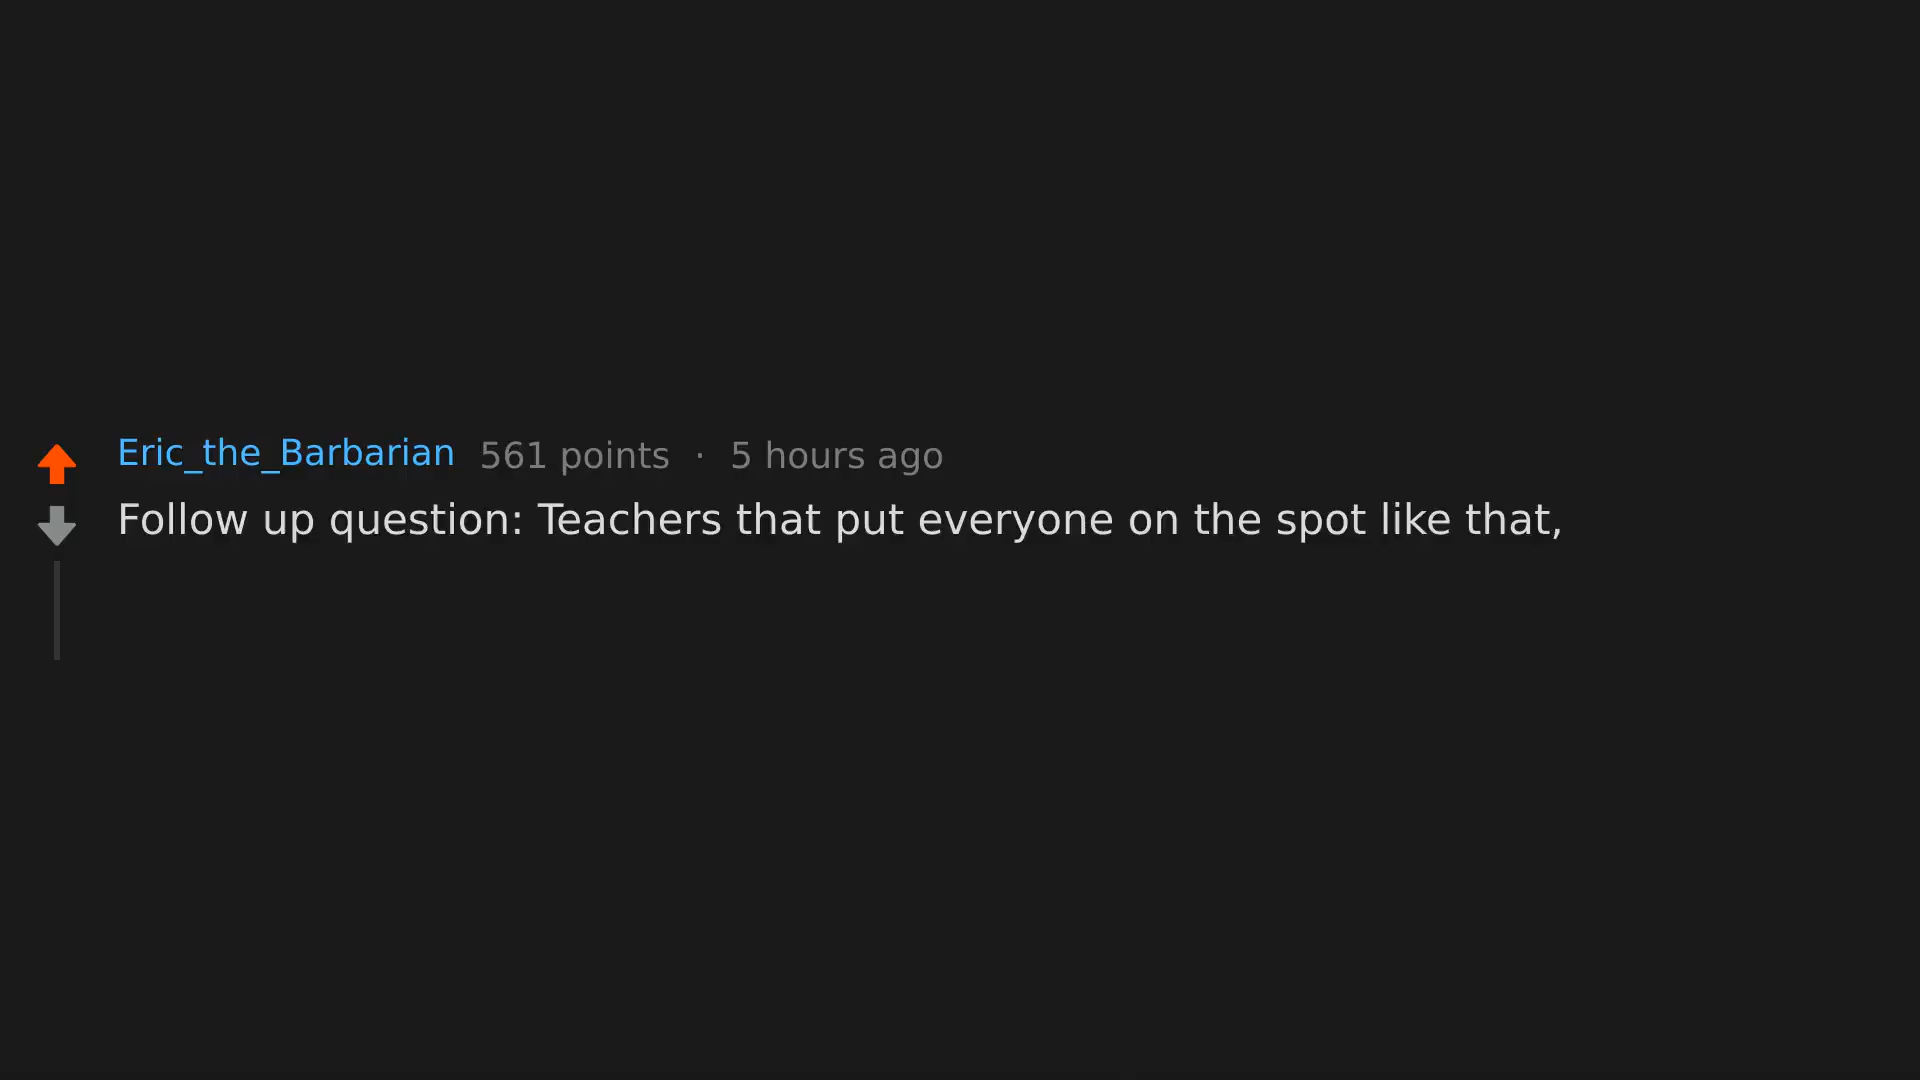 Eric_the_Barbarian 561 points · 5 hours ago
Follow up question: Teachers that put everyone on the spot like that,